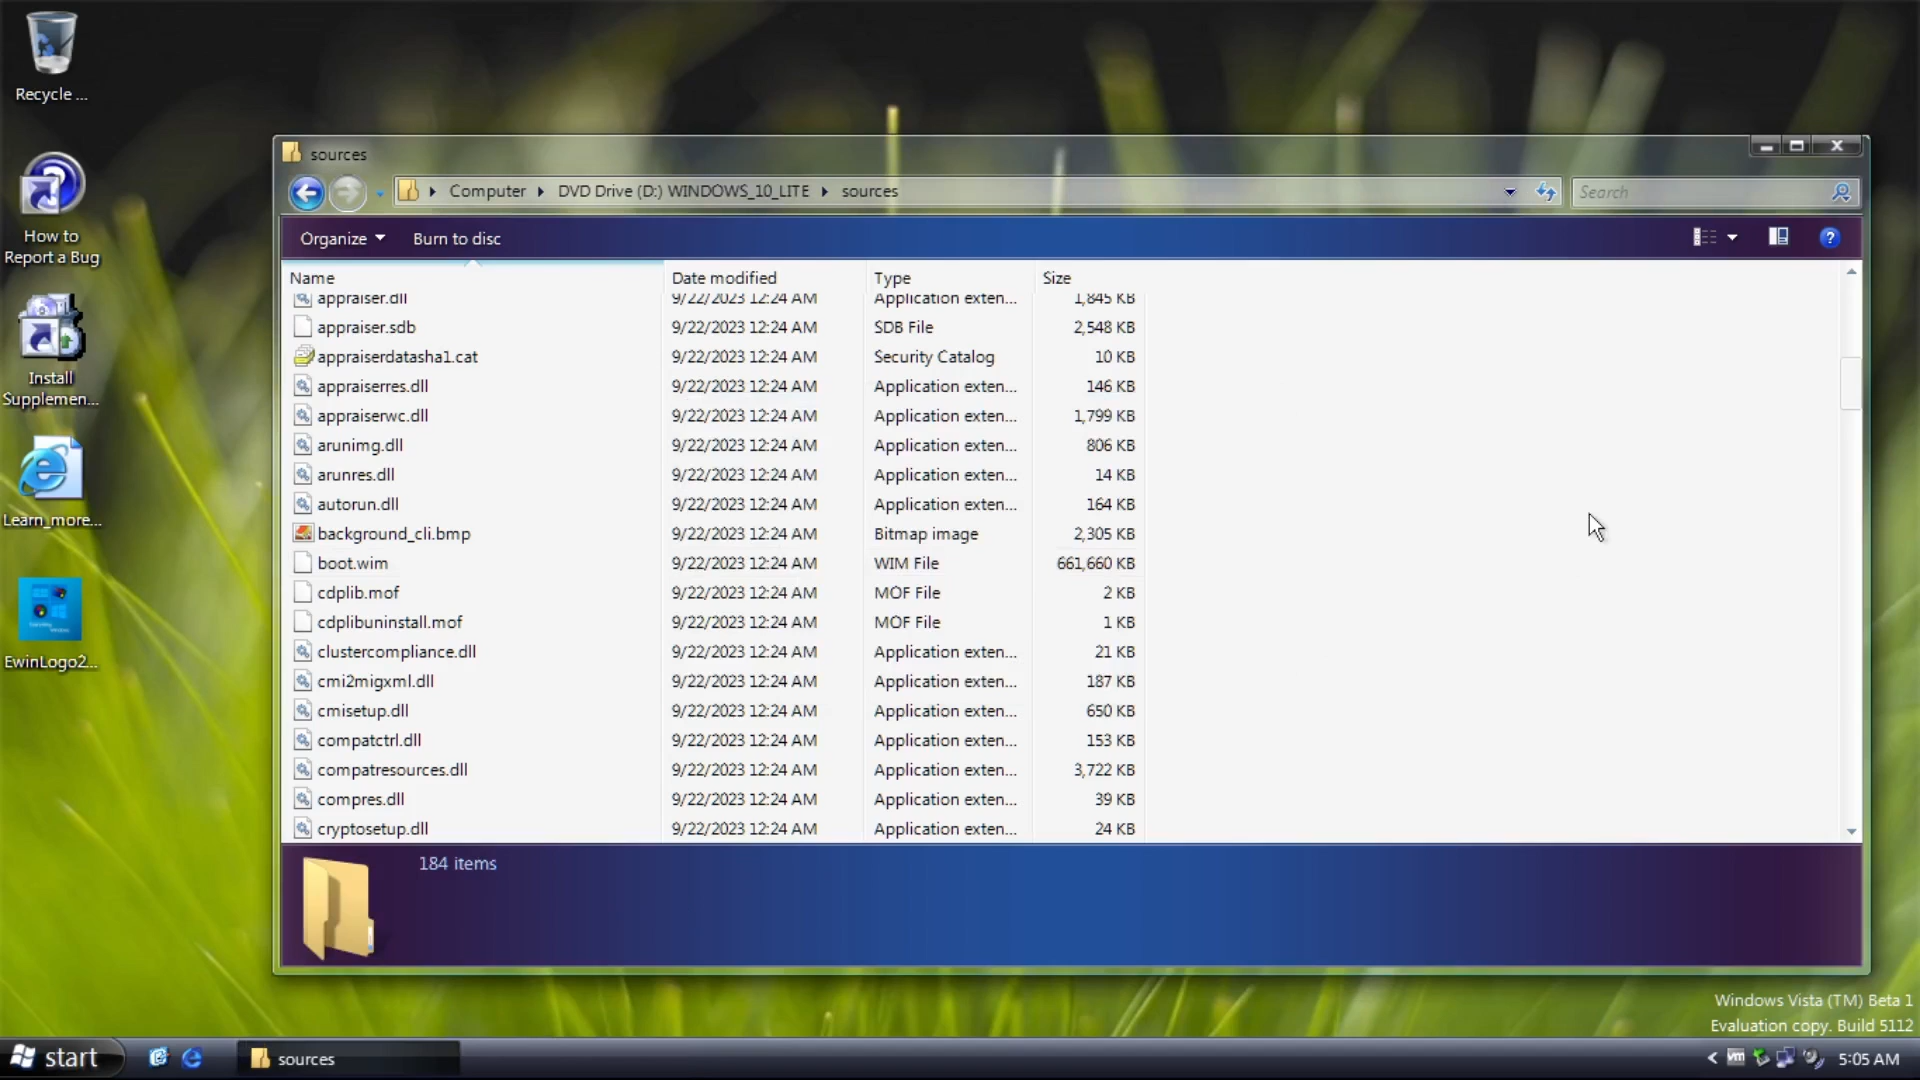 Recycle ...
How to
Report a Bug
Install
Supplemen...
Learn_more...
EwinLogo2...
sources
Computer
DVD Drive (D:) WINDOWS_10_LITE
sources
Search
Organize
Burn to disc
Name Date modified Type Size
appraiser.dll 9/22/2023 12:24 AM Application exten... 1,845 KB
appraiser.sdb 9/22/2023 12:24 AM SDB File 2,548 KB
appraiserdatasha1.cat 9/22/2023 12:24 AM Security Catalog 10 KB
appraiserres.dll 9/22/2023 12:24 AM Application exten... 146 KB
appraiserwc.dll 9/22/2023 12:24 AM Application exten... 1,799 KB
arunimg.dll 9/22/2023 12:24 AM Application exten... 806 KB
arunres.dll 9/22/2023 12:24 AM Application exten... 14 KB
autorun.dll 9/22/2023 12:24 AM Application exten... 164 KB
background_cli.bmp 9/22/2023 12:24 AM Bitmap image 2,305 KB
boot.wim 9/22/2023 12:24 AM WIM File 661,660 KB
cdplib.mof 9/22/2023 12:24 AM MOF File 2 KB
cdplibuninstall.mof 9/22/2023 12:24 AM MOF File 1 KB
clustercompliance.dll 9/22/2023 12:24 AM Application exten... 21 KB
cmi2migxml.dll 9/22/2023 12:24 AM Application exten... 187 KB
cmisetup.dll 9/22/2023 12:24 AM Application exten... 650 KB
compatctrl.dll 9/22/2023 12:24 AM Application exten... 153 KB
compatresources.dll 9/22/2023 12:24 AM Application exten... 3,722 KB
compres.dll 9/22/2023 12:24 AM Application exten... 39 KB
cryptosetup.dll 9/22/2023 12:24 AM Application exten... 24 KB
184 items
Windows Vista (TM) Beta 1
Evaluation copy. Build 5112
start
sources
vm
5:05 AM